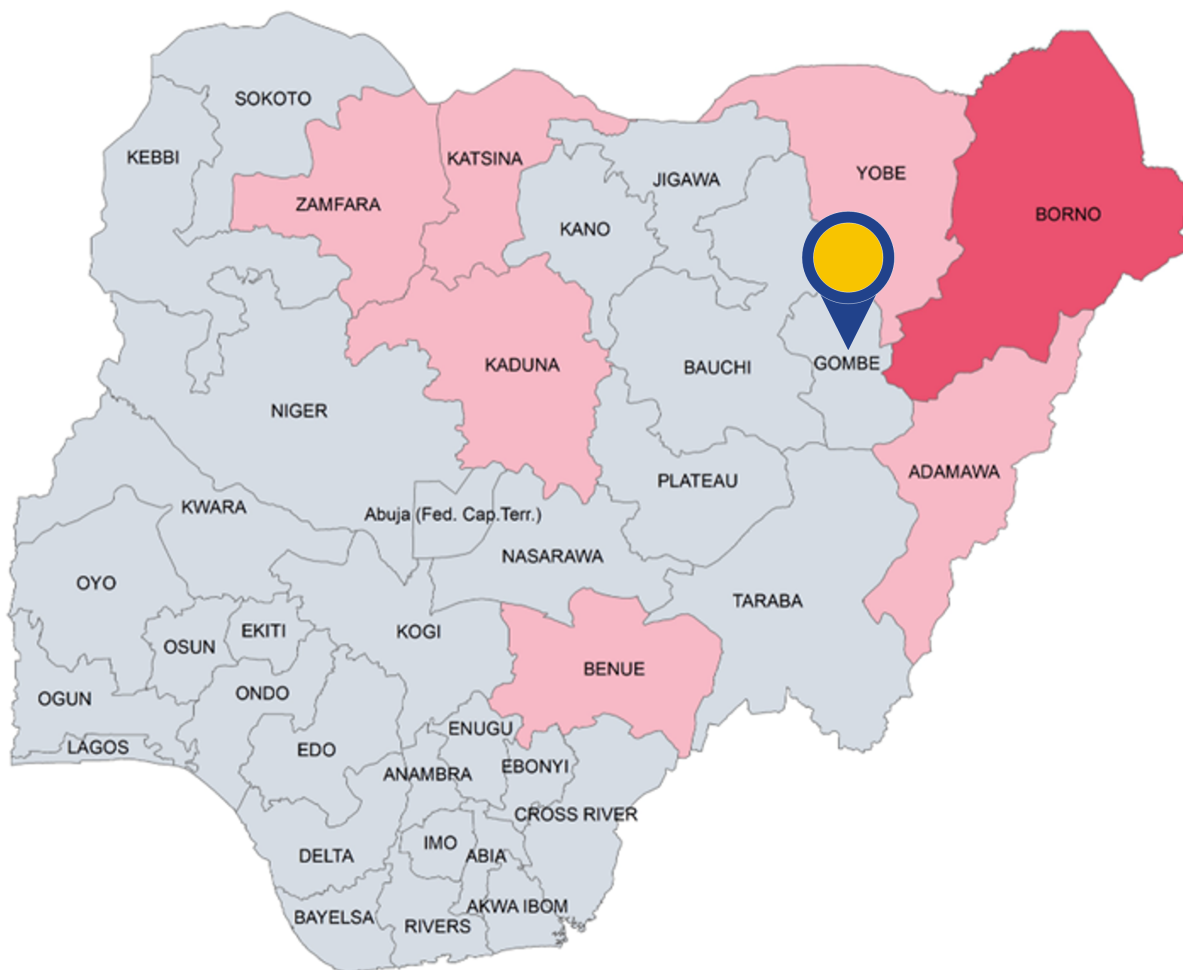 SOKOTO
KEBBI
KATSINA
ZAMFARA
JIGAWA
YOBE
KANO
BORNO
KADUNA
BAUCHI
GOMBE
NIGER
ADAMAWA
PLATEAU
KWARA
Abuja (Fed. Cap.Terr.)
NASARAWA
OYO
TARABA
EKITI
KOGI
OSUN
BENUE
OGUN
ONDO
ENUGU
LAGOS
EDO
EBONYI
ANAMBRA
CROSS RIVER
IMO
DELTA
ABIA
AKWA IBOM
BAYELSA
RIVERS